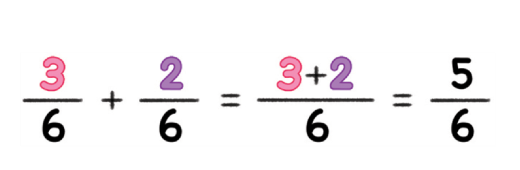 3/6 + 2/6 = 3+2/6 = 5/6